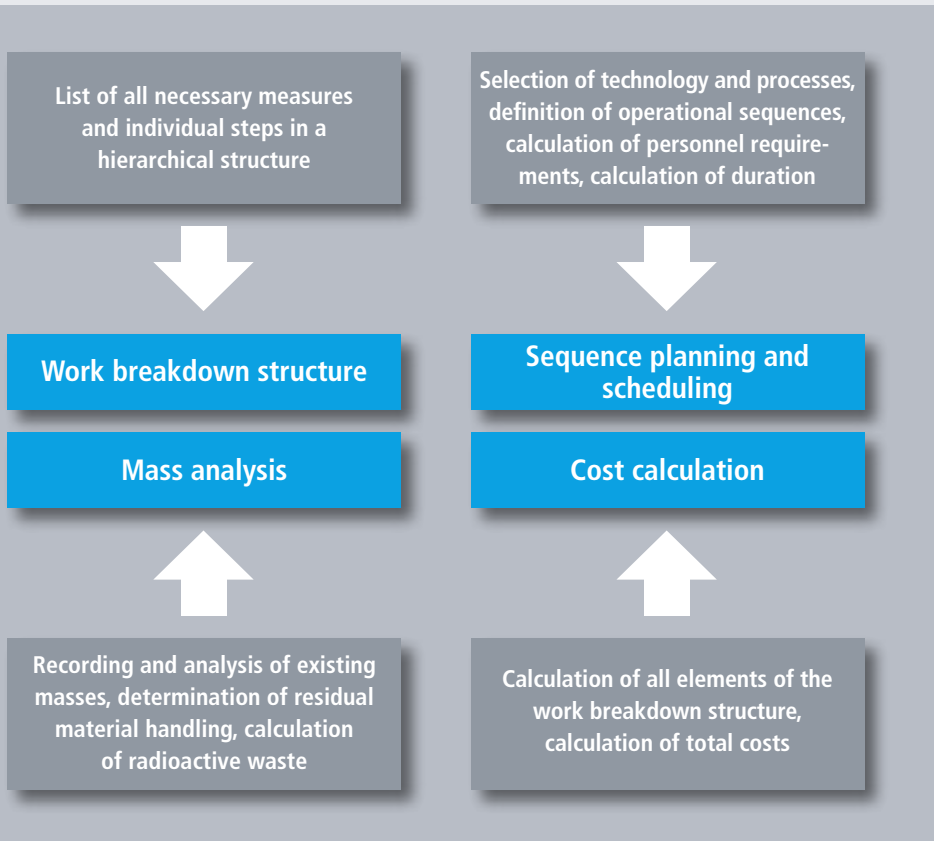 List of all necessary measures
and individual steps in a
hierarchical structure
Selection of technology and processes,
definition of operational sequences,
calculation of personnel require-
ments, calculation of duration
Work breakdown structure
Sequence planning and
scheduling
Mass analysis
Cost calculation
Recording and analysis of existing
masses, determination of residual
material handling, calculation
of radioactive waste
Calculation of all elements of the
work breakdown structure,
calculation of total costs